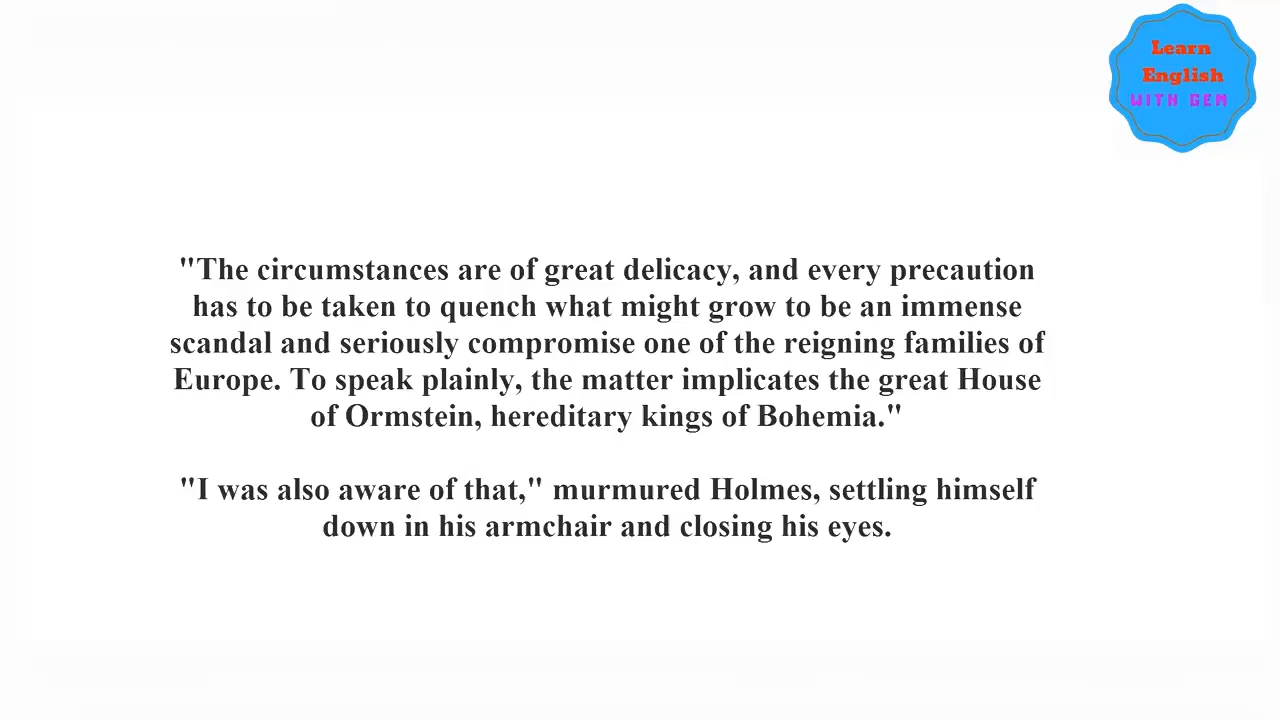 Learn
English
WITH GEM
"The circumstances are of great delicacy, and every precaution
has to be taken to quench what might grow to be an immense
scandal and seriously compromise one of the reigning families of
Europe. To speak plainly, the matter implicates the great House
of Ormstein, hereditary kings of Bohemia."
"I was also aware of that," murmured Holmes, settling himself
down in his armchair and closing his eyes.